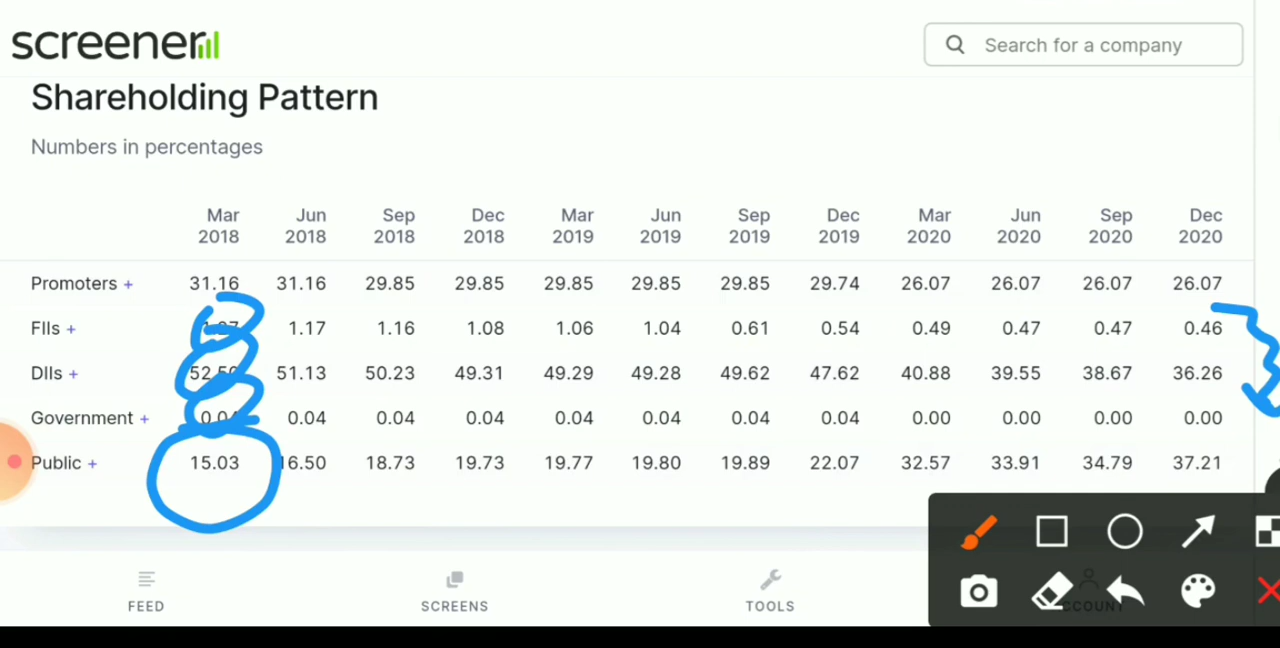 screener
Search for a company
Shareholding Pattern
Numbers in percentages
Mar 2018 Jun 2018 Sep 2018 Dec 2018 Mar 2019 Jun 2019 Sep 2019 Dec 2019 Mar 2020 Jun 2020 Sep 2020 Dec 2020
Promoters + 31.16 31.16 29.85 29.85 29.85 29.85 29.85 29.74 26.07 26.07 26.07 26.07
FIIs + 1.17 1.16 1.08 1.06 1.04 0.61 0.54 0.49 0.47 0.47 0.46
DIIs + 51.13 50.23 49.31 49.29 49.28 49.62 47.62 40.88 39.55 38.67 36.26
Government + 0.04 0.04 0.04 0.04 0.04 0.04 0.04 0.04 0.00 0.00 0.00 0.00
Public + 15.03 16.50 18.73 19.73 19.77 19.80 19.89 22.07 32.57 33.91 34.79 37.21
FEED
SCREENS
TOOLS